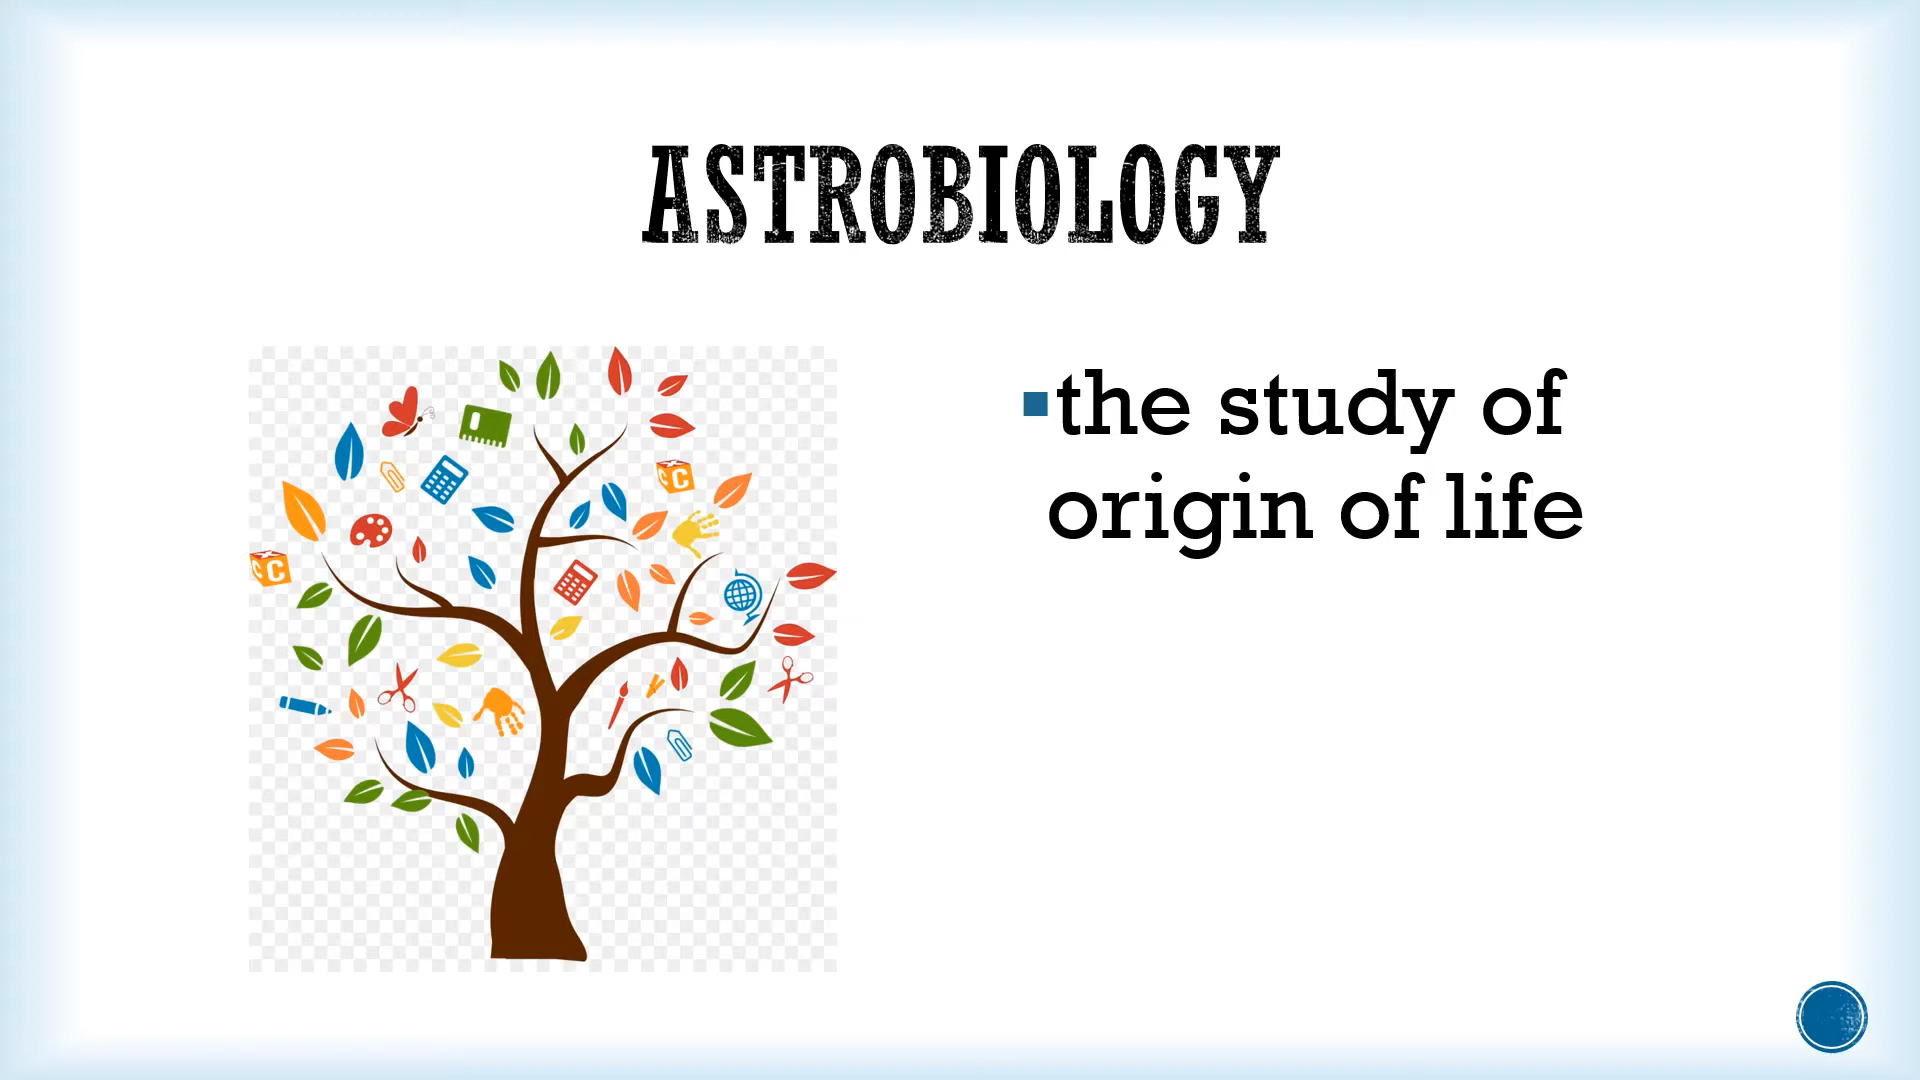 ASTROBIOLOGY
the study of
origin of life
C C
C C